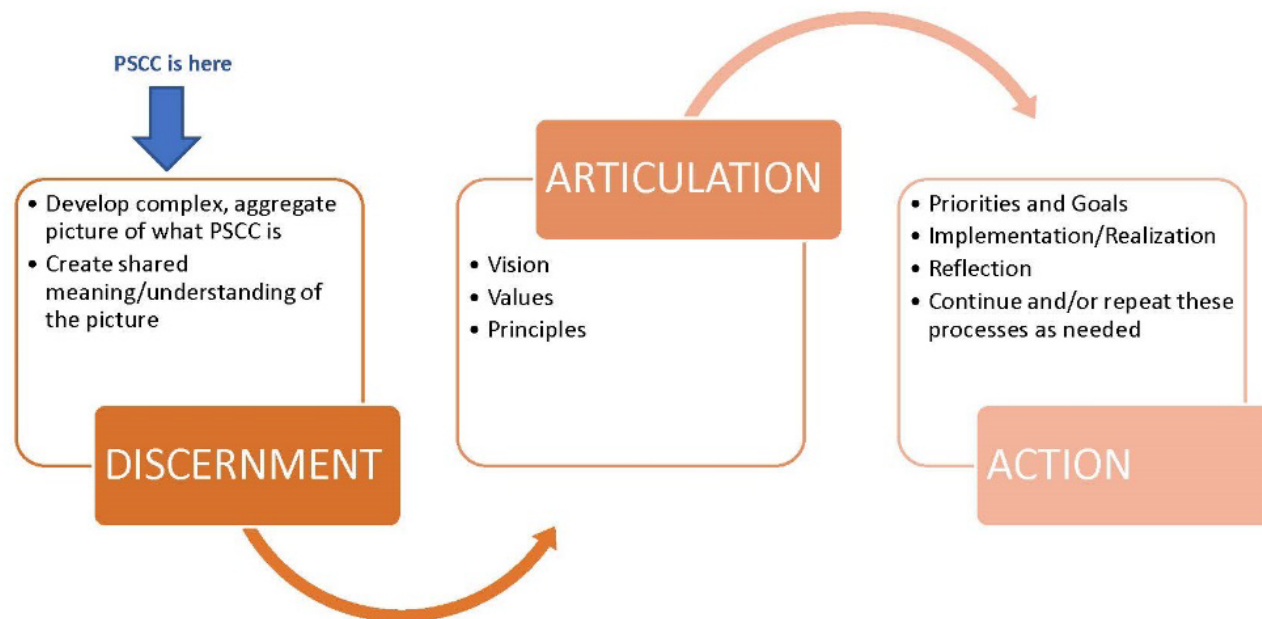 PSCC is here
• Develop complex, aggregate
picture of what PSCC is
• Create shared
meaning/understanding of
the picture
DISCERNMENT
ARTICULATION
• Vision
• Values
• Principles
• Priorities and Goals
• Implementation/Realization
• Reflection
• Continue and/or repeat these
processes as needed
ACTION